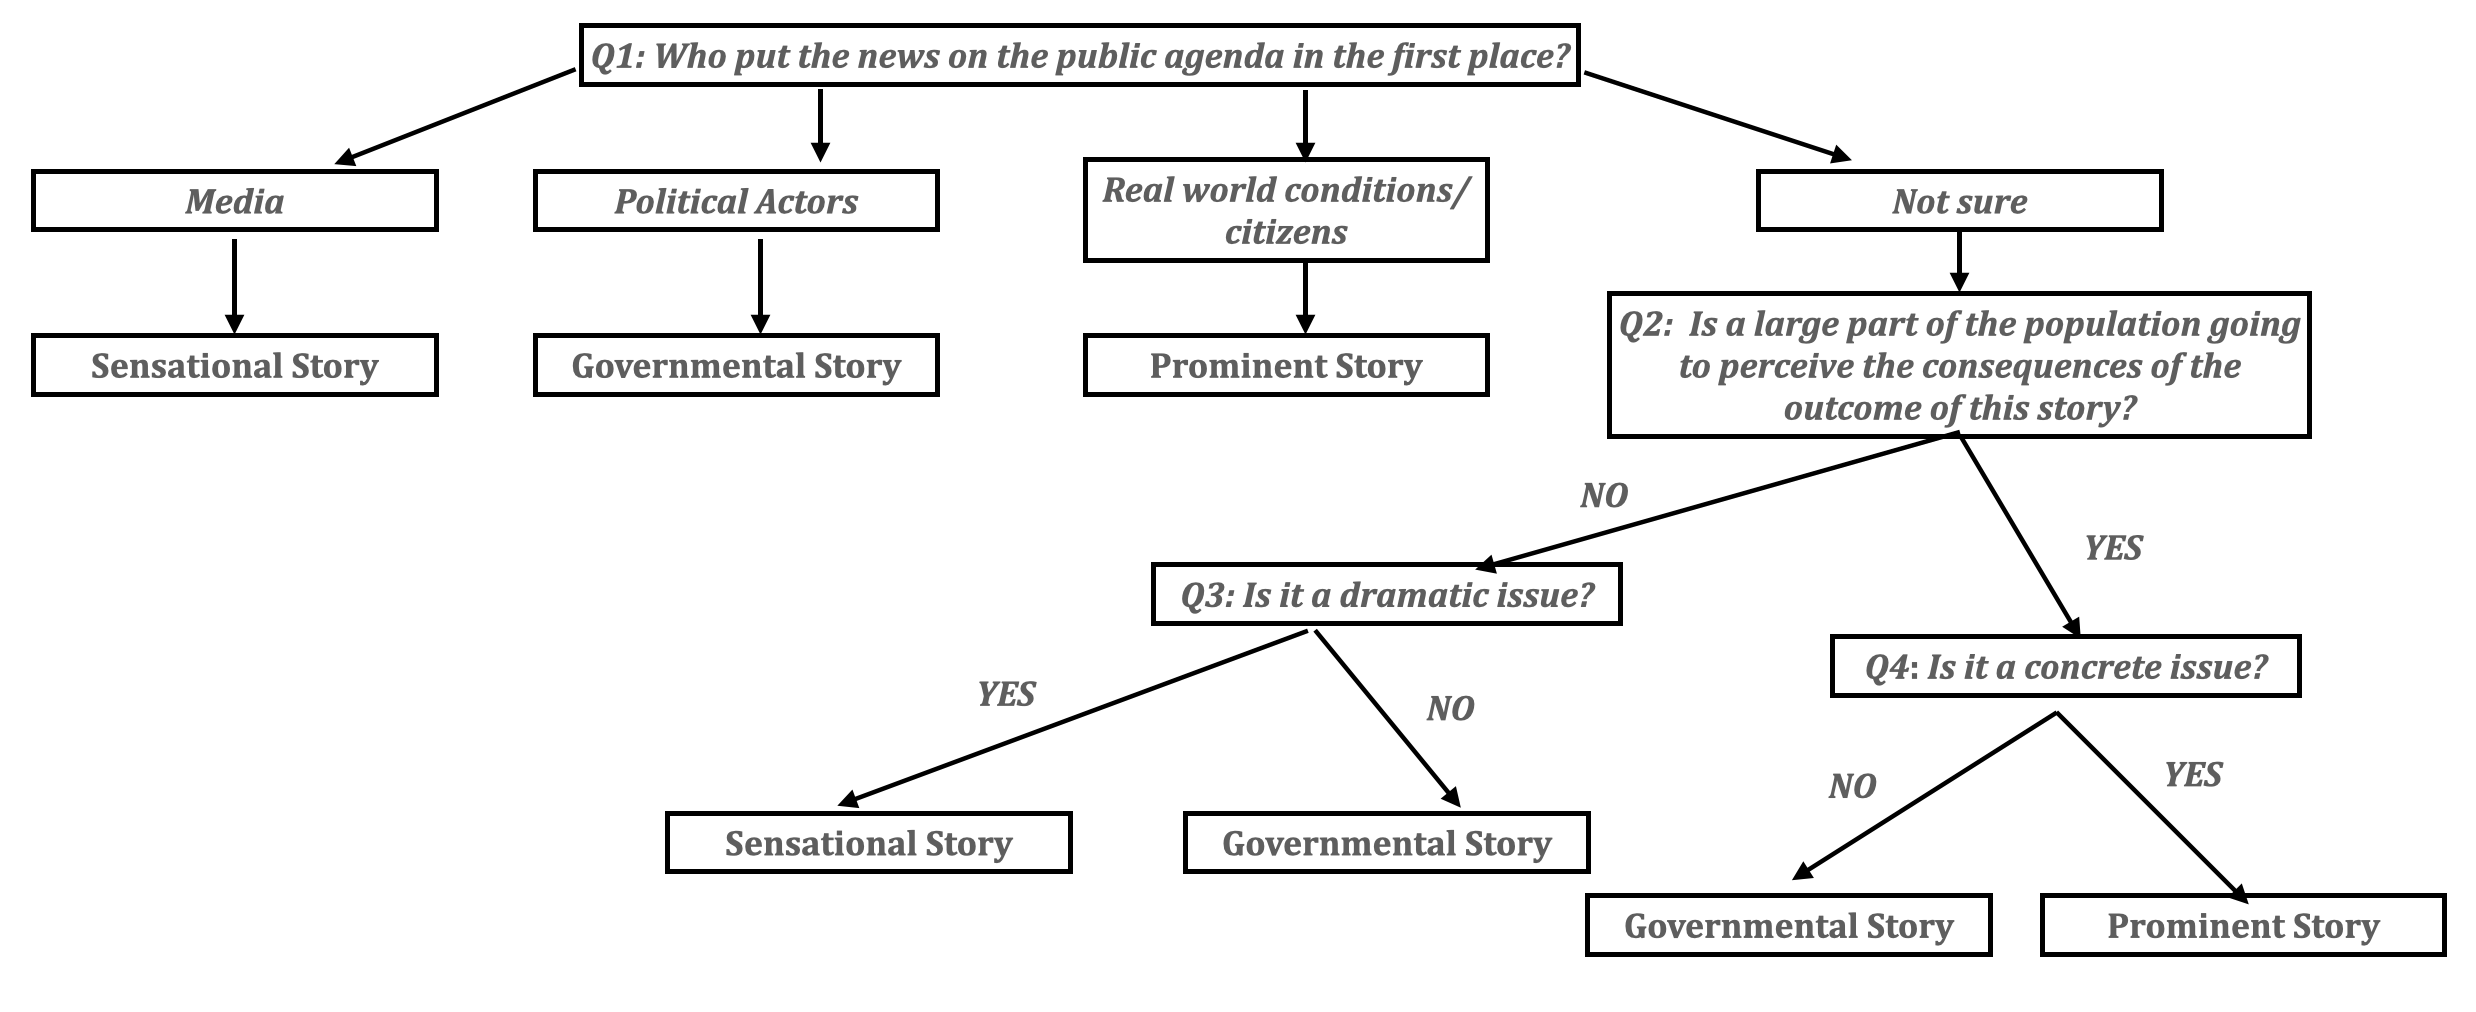 Q1: Who put the news on the public agenda in the first place?
Media
Political Actors
Real world conditions/
citizens
Not sure
Sensational Story
Governmental Story
Prominent Story
Q2:  Is a large part of the population going
to perceive the consequences of the
outcome of this story?
NO
YES
Q3: Is it a dramatic issue?
Q4: Is it a concrete issue?
YES
NO
NO
YES
Sensational Story
Governmental Story
Governmental Story
Prominent Story